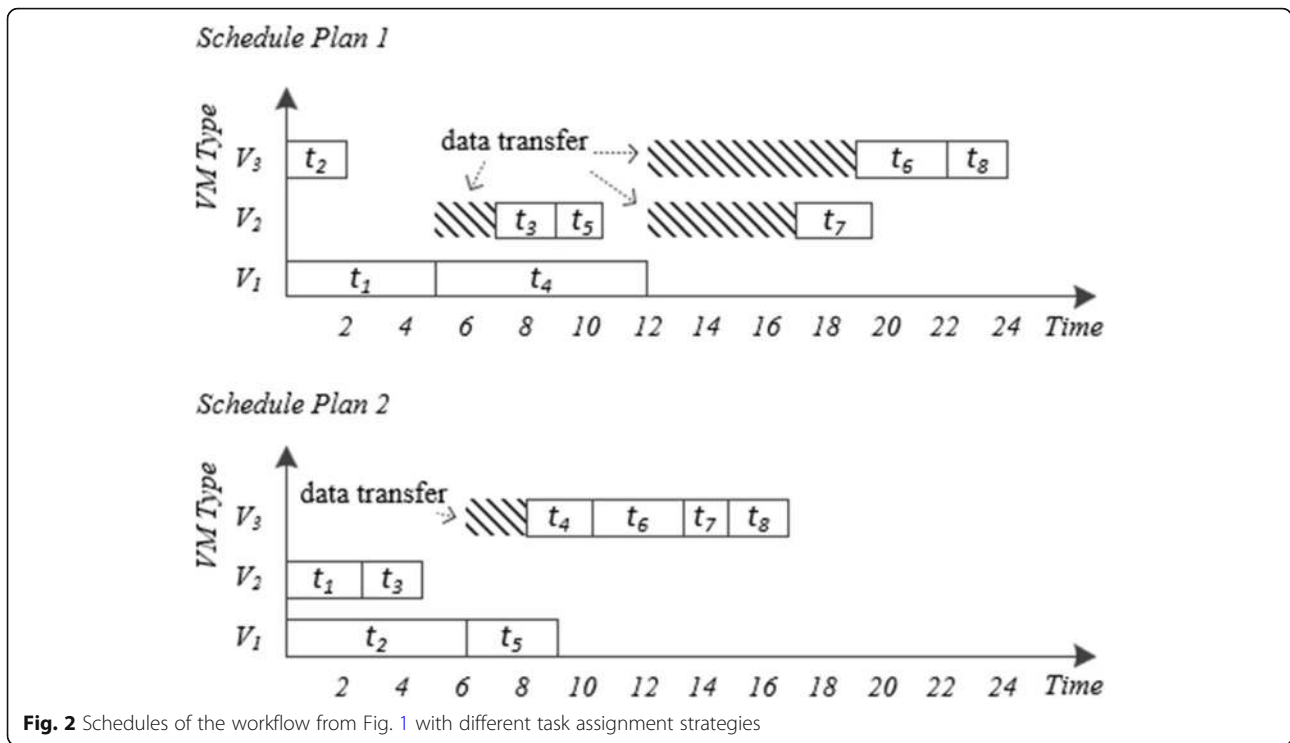 Schedule Plan 1
VM Type
data transfer
V3 t2 t6 t8
V2 t3 t5 t7
V1 t1 t4
2 4 6 8 10 12 14 16 18 20 22 24 Time
Schedule Plan 2
VM Type
data transfer
V3 t4 t6 t7 t8
V2 t1 t3
V1 t2 t5
2 4 6 8 10 12 14 16 18 20 22 24 Time
Fig. 2 Schedules of the workflow from Fig. 1 with different task assignment strategies